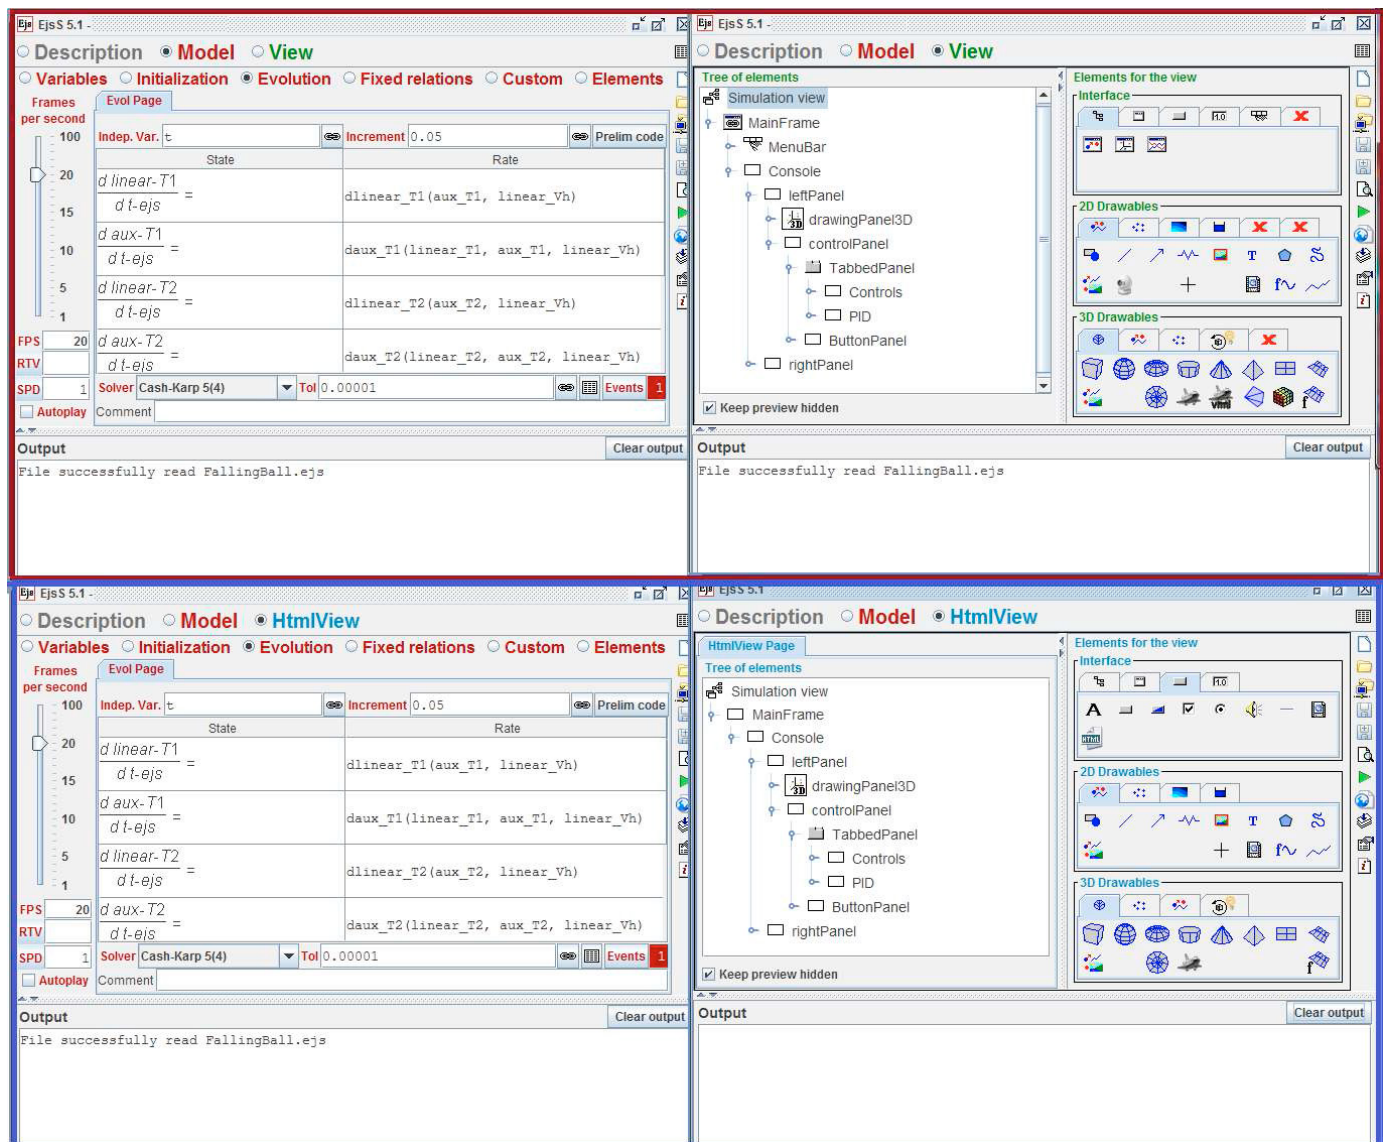 EjsS 5.1 -
Description Model View
Variables Initialization Evolution Fixed relations Custom Elements
Frames
per second
Evol Page
100
20
15
10
5
1
Indep. Var. t Increment 0.05 Prelim code
State Rate
d linear-T1
d t-ejs
=
dlinear_T1(aux_T1, linear_Vh)
d aux-T1
d t-ejs
=
daux_T1(linear_T1, aux_T1, linear_Vh)
d linear-T2
d t-ejs
=
dlinear_T2(aux_T2, linear_Vh)
d aux-T2
d t-ejs
=
daux_T2(linear_T2, aux_T2, linear_Vh)
FPS 20
RTV
SPD 1
Autoplay
Solver Cash-Karp 5(4) Tol 0.00001 Events 1
Comment
Output Clear output
File successfully read FallingBall.ejs
EjsS 5.1 -
Description Model View
Tree of elements
Simulation view
MainFrame
MenuBar
Console
leftPanel
drawingPanel3D
controlPanel
TabbedPanel
Controls
PID
ButtonPanel
rightPanel
Keep preview hidden
Elements for the view
Interface
2D Drawables
3D Drawables
Output Clear output
File successfully read FallingBall.ejs
EjsS 5.1 -
Description Model HtmlView
Variables Initialization Evolution Fixed relations Custom Elements
Frames
per second
Evol Page
100
20
15
10
5
1
Indep. Var. t Increment 0.05 Prelim code
State Rate
d linear-T1
d t-ejs
=
dlinear_T1(aux_T1, linear_Vh)
d aux-T1
d t-ejs
=
daux_T1(linear_T1, aux_T1, linear_Vh)
d linear-T2
d t-ejs
=
dlinear_T2(aux_T2, linear_Vh)
d aux-T2
d t-ejs
=
daux_T2(linear_T2, aux_T2, linear_Vh)
FPS 20
RTV
SPD 1
Autoplay
Solver Cash-Karp 5(4) Tol 0.00001 Events 1
Comment
Output Clear output
File successfully read FallingBall.ejs
EjsS 5.1
Description Model HtmlView
HtmlView Page
Tree of elements
Simulation view
MainFrame
Console
leftPanel
drawingPanel3D
controlPanel
TabbedPanel
Controls
PID
ButtonPanel
rightPanel
Keep preview hidden
Elements for the view
Interface
2D Drawables
3D Drawables
Output Clear output